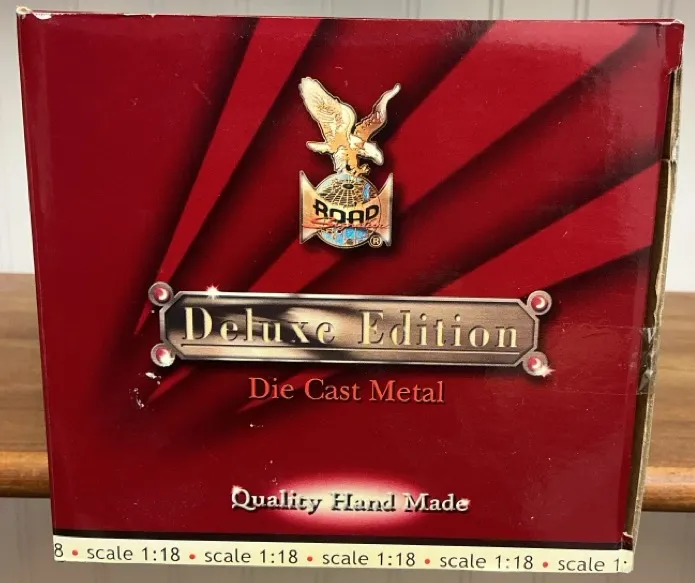 ROAD
Signature
®
Deluxe Edition
Die Cast Metal
Quality Hand Made
8 • scale 1:18 • scale 1:18 • scale 1:18 • scale 1:18 • scale 1: